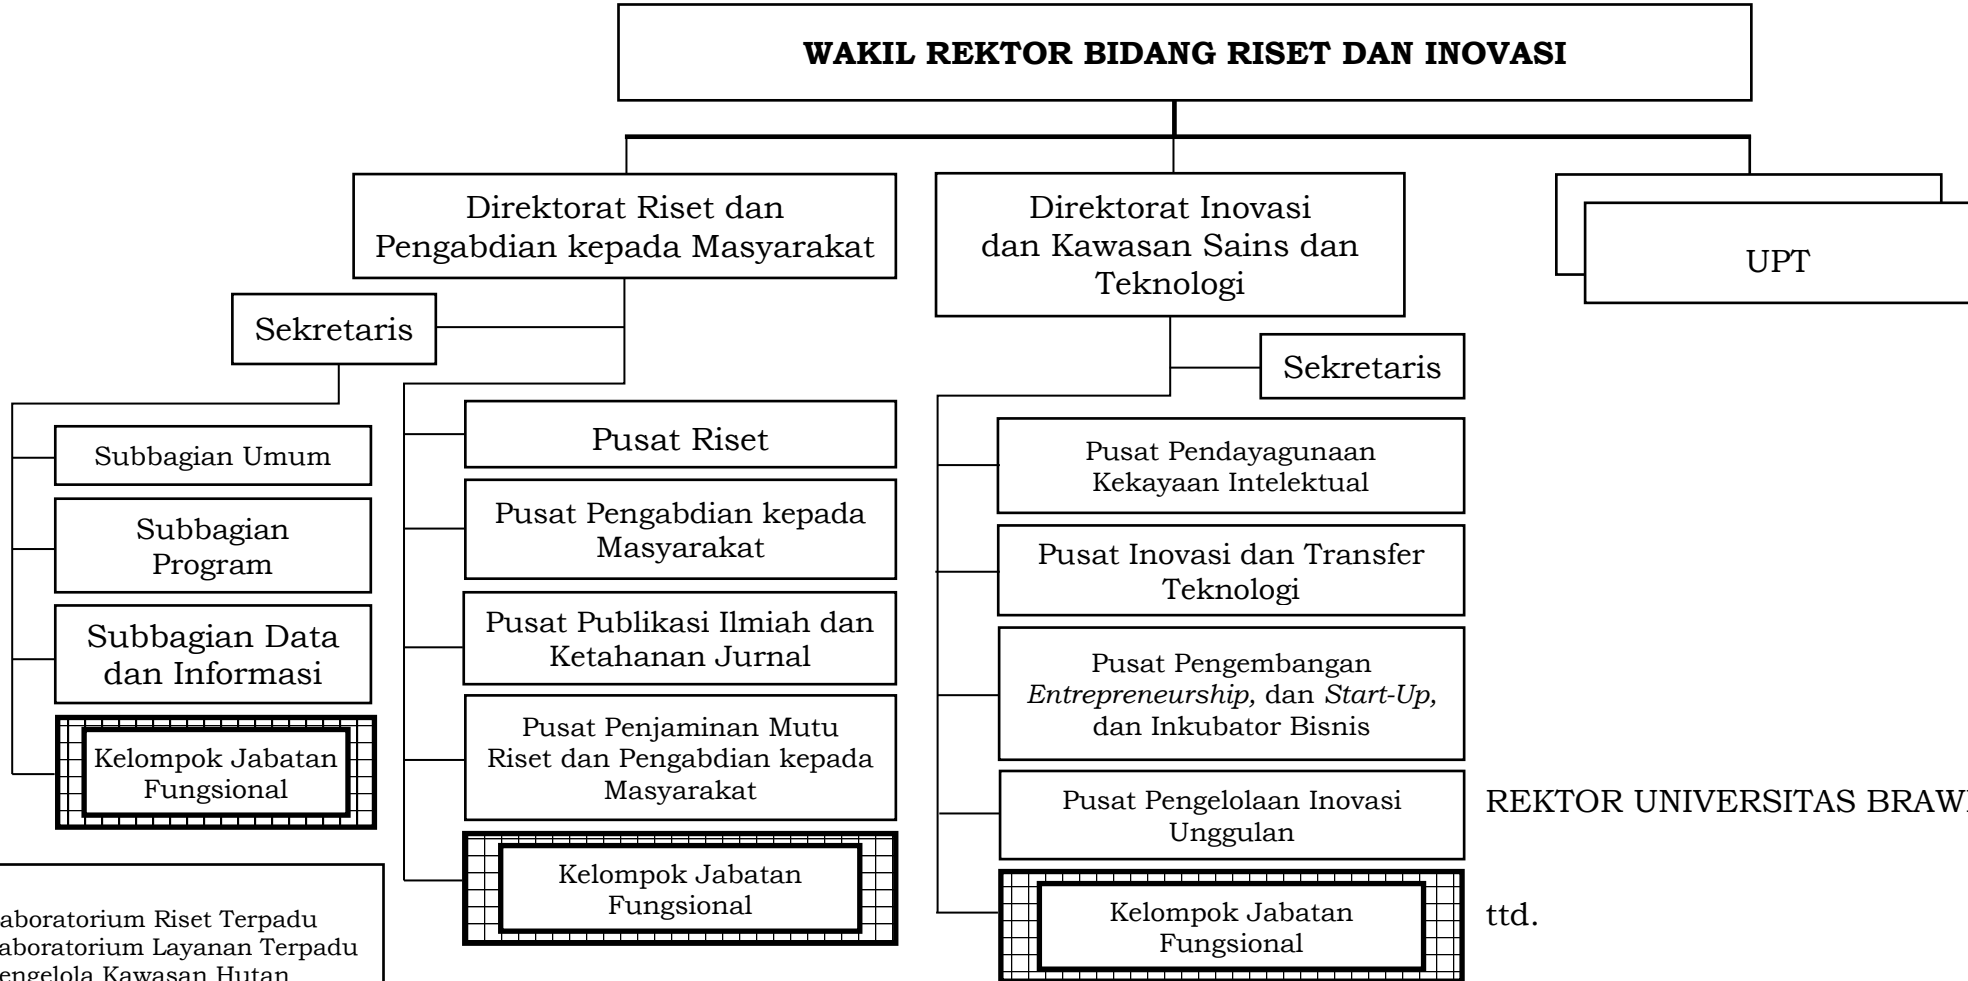 WAKIL REKTOR BIDANG RISET DAN INOVASI
Direktorat Riset dan
Pengabdian kepada Masyarakat
Direktorat Inovasi
dan Kawasan Sains dan
Teknologi
UPT
Sekretaris
Sekretaris
Subbagian Umum
Subbagian
Program
Subbagian Data
dan Informasi
Kelompok Jabatan
Fungsional
Pusat Riset
Pusat Pengabdian kepada
Masyarakat
Pusat Publikasi Ilmiah dan
Ketahanan Jurnal
Pusat Penjaminan Mutu
Riset dan Pengabdian kepada
Masyarakat
Kelompok Jabatan
Fungsional
Pusat Pendayagunaan
Kekayaan Intelektual
Pusat Inovasi dan Transfer
Teknologi
Pusat Pengembangan
Entrepreneurship, dan Start-Up,
dan Inkubator Bisnis
Pusat Pengelolaan Inovasi
Unggulan
Kelompok Jabatan
Fungsional
REKTOR UNIVERSITAS
ttd.
Riset Terpadu
Layanan Terpadu
Kawasan Hutan